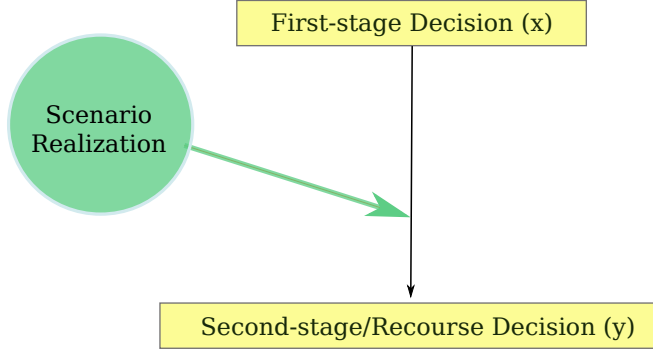 First-stage Decision (x)
Scenario
Realization
Second-stage/Recourse Decision (y)